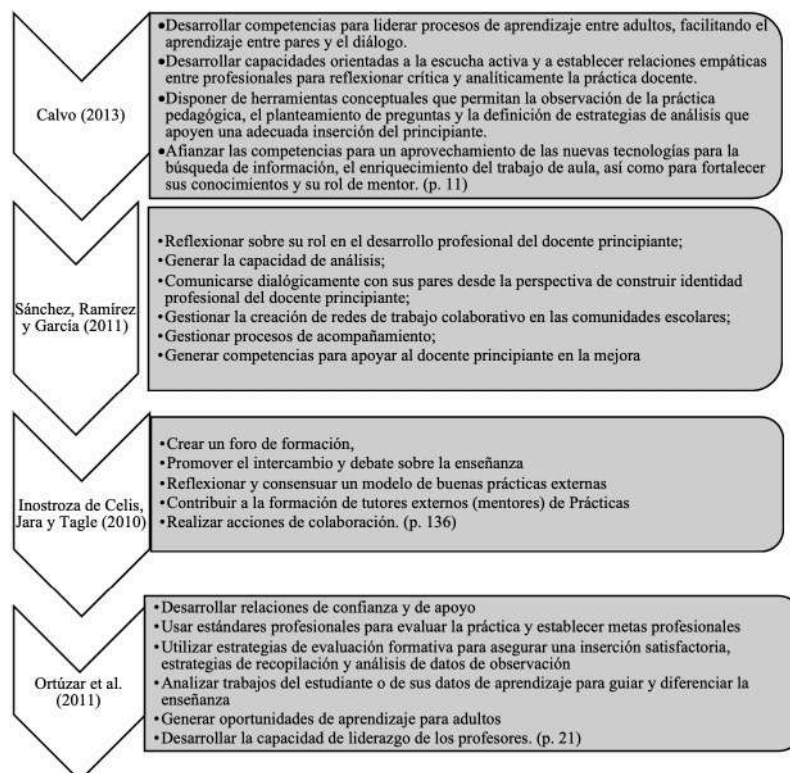 Calvo (2013)
•Desarrollar competencias para liderar procesos de aprendizaje entre adultos, facilitando el
aprendizaje entre pares y el diálogo.
•Desarrollar capacidades orientadas a la escucha activa y a establecer relaciones empáticas
entre profesionales para reflexionar crítica y analíticamente la práctica docente.
•Disponer de herramientas conceptuales que permitan la observación de la práctica
pedagógica, el planteamiento de preguntas y la definición de estrategias de análisis que
apoyen una adecuada inserción del principiante.
•Afianzar las competencias para un aprovechamiento de las nuevas tecnologías para la
búsqueda de información, el enriquecimiento del trabajo de aula, así como para fortalecer
sus conocimientos y su rol de mentor. (p. 11)
Sánchez, Ramírez
y García (2011)
•Reflexionar sobre su rol en el desarrollo profesional del docente principiante;
•Generar la capacidad de análisis;
•Comunicarse dialógicamente con sus pares desde la perspectiva de construir identidad
profesional del docente principiante;
•Gestionar la creación de redes de trabajo colaborativo en las comunidades escolares;
•Gestionar procesos de acompañamiento;
•Generar competencias para apoyar al docente principiante en la mejora
Inostroza de Celis,
Jara y Tagle (2010)
•Crear un foro de formación,
•Promover el intercambio y debate sobre la enseñanza
•Reflexionar y consensuar un modelo de buenas prácticas externas
•Contribuir a la formación de tutores externos (mentores) de Prácticas
•Realizar acciones de colaboración. (p. 136)
Ortúzar et al.
(2011)
•Desarrollar relaciones de confianza y de apoyo
•Usar estándares profesionales para evaluar la práctica y establecer metas profesionales
•Utilizar estrategias de evaluación formativa para asegurar una inserción satisfactoria,
estrategias de recopilación y análisis de datos de observación
•Analizar trabajos del estudiante o de sus datos de aprendizaje para guiar y diferenciar la
enseñanza
•Generar oportunidades de aprendizaje para adultos
•Desarrollar la capacidad de liderazgo de los profesores. (p. 21)